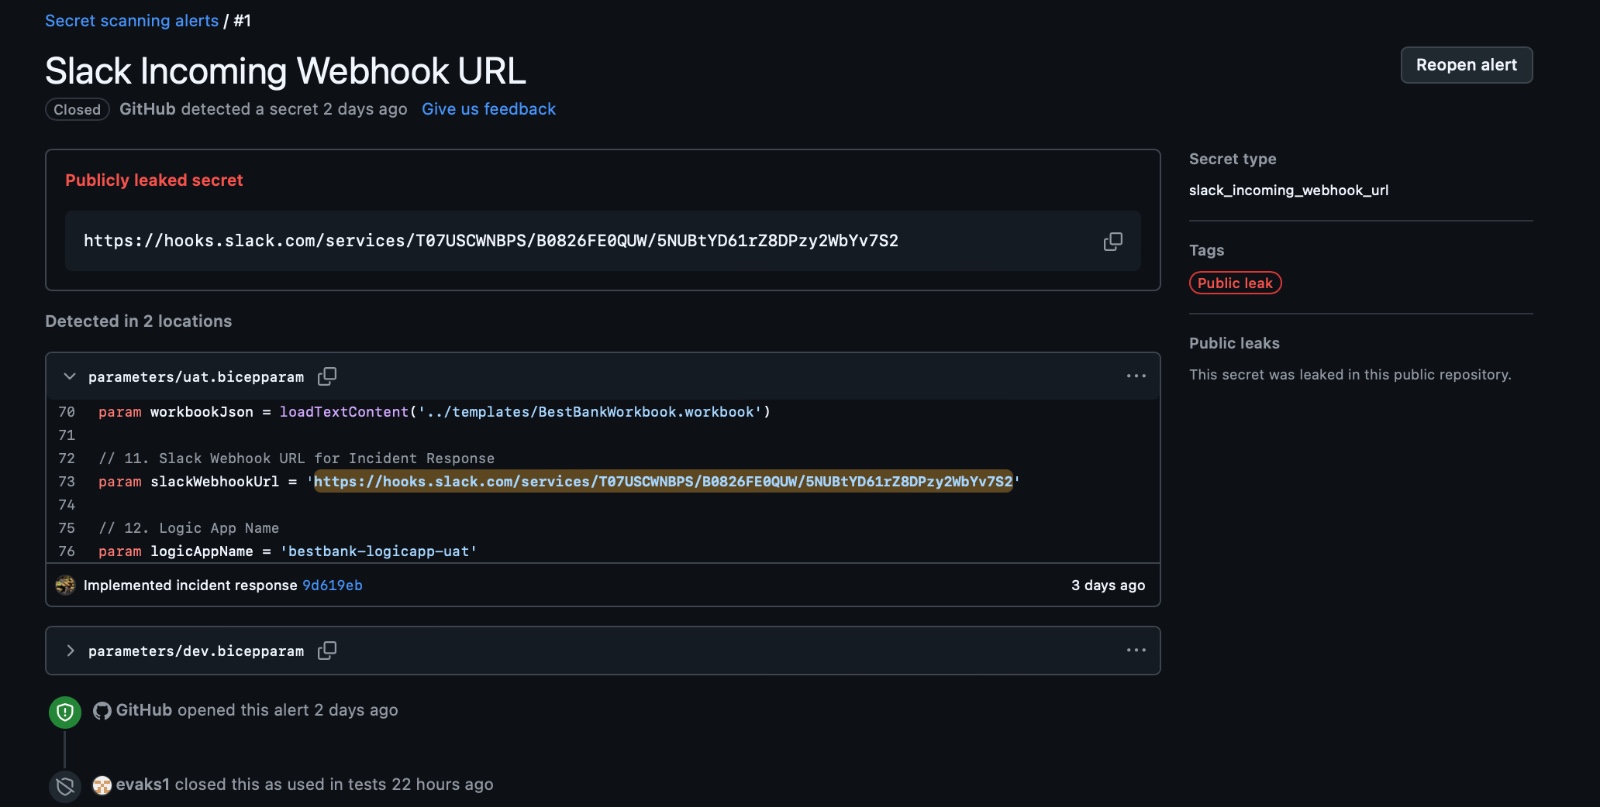 Secret scanning alerts / #1
Slack Incoming Webhook URL
Reopen alert
Closed GitHub detected a secret 2 days ago Give us feedback
Publicly leaked secret
https://hooks.slack.com/services/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
Detected in 2 locations
parameters/uat.bicepparam
70 param workbookJson = loadTextContent('../templates/BestBankWorkbook.workbook')
71
72 // 11. Slack Webhook URL for Incident Response
73 param slackWebhookUrl = 'https://hooks.slack.com/services/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'
74
75 // 12. Logic App Name
76 param logicAppName = 'bestbank-logicapp-uat'
Implemented incident response 9d619eb 3 days ago
parameters/dev.bicepparam
GitHub opened this alert 2 days ago
evaks1 closed this as used in tests 22 hours ago
Secret type
slack_incoming_webhook_url
Tags
Public leak
Public leaks
This secret was leaked in this public repository.